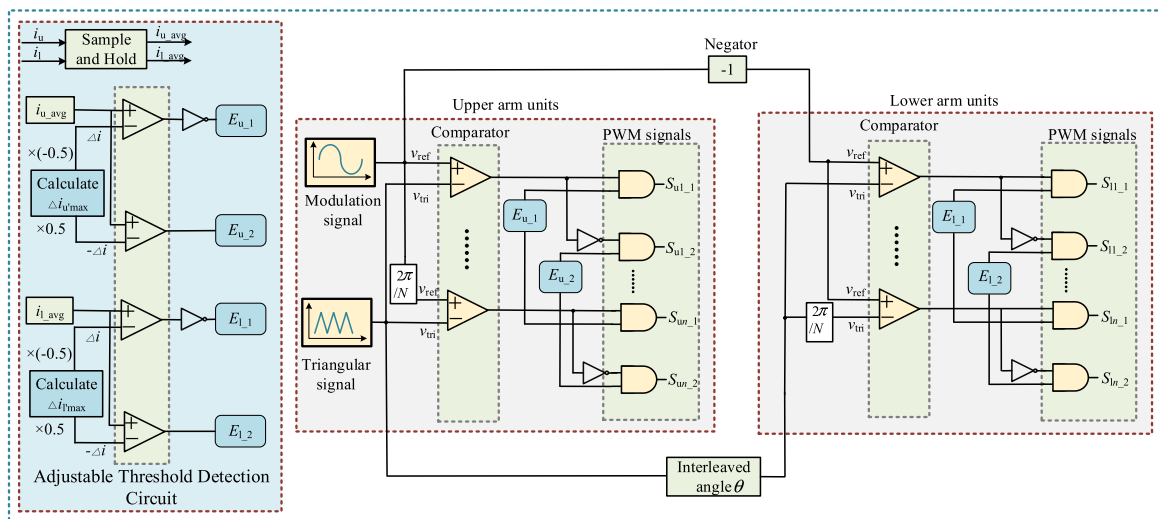 i_u
i_l
Sample
and Hold
i_u_avg
i_l_avg
i_u_avg
+
−
△i
E_u_1
×(-0.5)
Calculate
△i_u'max
×0.5
+
−
-△i
E_u_2
i_l_avg
+
−
△i
E_l_1
×(-0.5)
Calculate
△i_l'max
×0.5
+
−
-△i
E_l_2
Adjustable Threshold Detection
Circuit
Negator
-1
Upper arm units
Comparator
PWM signals
Modulation
signal
v_ref
v_tri
+
−
E_u_1
S_u1_1
E_u_2
S_u1_2
2π
/N
v_ref
v_tri
+
−
S_un_1
S_un_2
Triangular
signal
Lower arm units
Comparator
PWM signals
v_ref
v_tri
+
−
E_l_1
S_l1_1
E_l_2
S_l1_2
2π
/N
v_ref
v_tri
+
−
S_ln_1
S_ln_2
Interleaved
angle θ